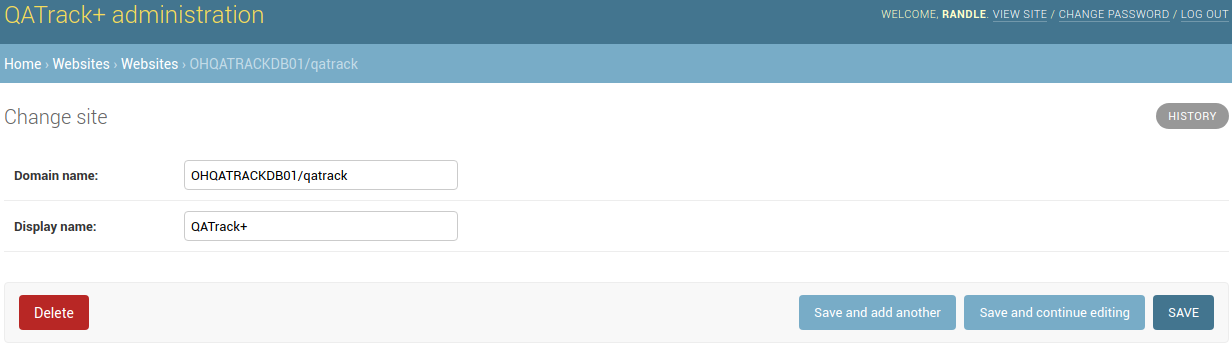 QATrack+ administration
WELCOME, RANDLE. VIEW SITE / CHANGE PASSWORD / LOG OUT
Home › Websites › Websites › OHQATRACKDB01/qatrack
Change site
HISTORY
Domain name: OHQATRACKDB01/qatrack
Display name: QATrack+
Delete Save and add another Save and continue editing SAVE